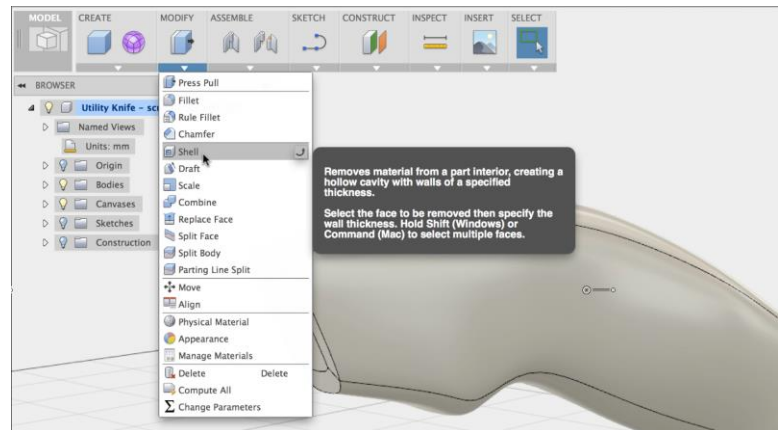 MODEL
CREATE
MODIFY
ASSEMBLE
SKETCH
CONSTRUCT
INSPECT
INSERT
SELECT
BROWSER
Utility Knife - sc
Named Views
Units: mm
Origin
Bodies
Canvases
Sketches
Construction
Press Pull
Fillet
Rule Fillet
Chamfer
Shell
Draft
Scale
Combine
Replace Face
Split Face
Split Body
Parting Line Split
Move
Align
Physical Material
Appearance
Manage Materials
Delete Delete
Compute All
Change Parameters
Removes material from a part interior, creating a
hollow cavity with walls of a specified
thickness.
Select the face to be removed then specify the
wall thickness. Hold Shift (Windows) or
Command (Mac) to select multiple faces.